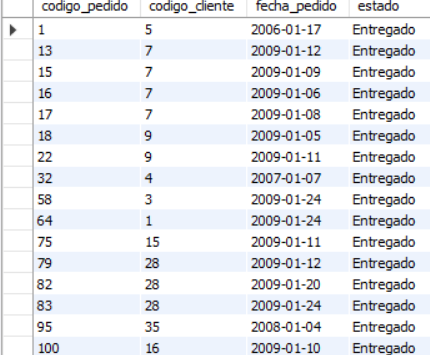 codigo_pedido codigo_cliente fecha_pedido estado
1 5 2006-01-17 Entregado
13 7 2009-01-12 Entregado
15 7 2009-01-09 Entregado
16 7 2009-01-06 Entregado
17 7 2009-01-08 Entregado
18 9 2009-01-05 Entregado
22 9 2009-01-11 Entregado
32 4 2007-01-07 Entregado
58 3 2009-01-24 Entregado
64 1 2009-01-24 Entregado
75 15 2009-01-11 Entregado
79 28 2009-01-12 Entregado
82 28 2009-01-20 Entregado
83 28 2009-01-24 Entregado
95 35 2008-01-04 Entregado
100 16 2009-01-10 Entregado